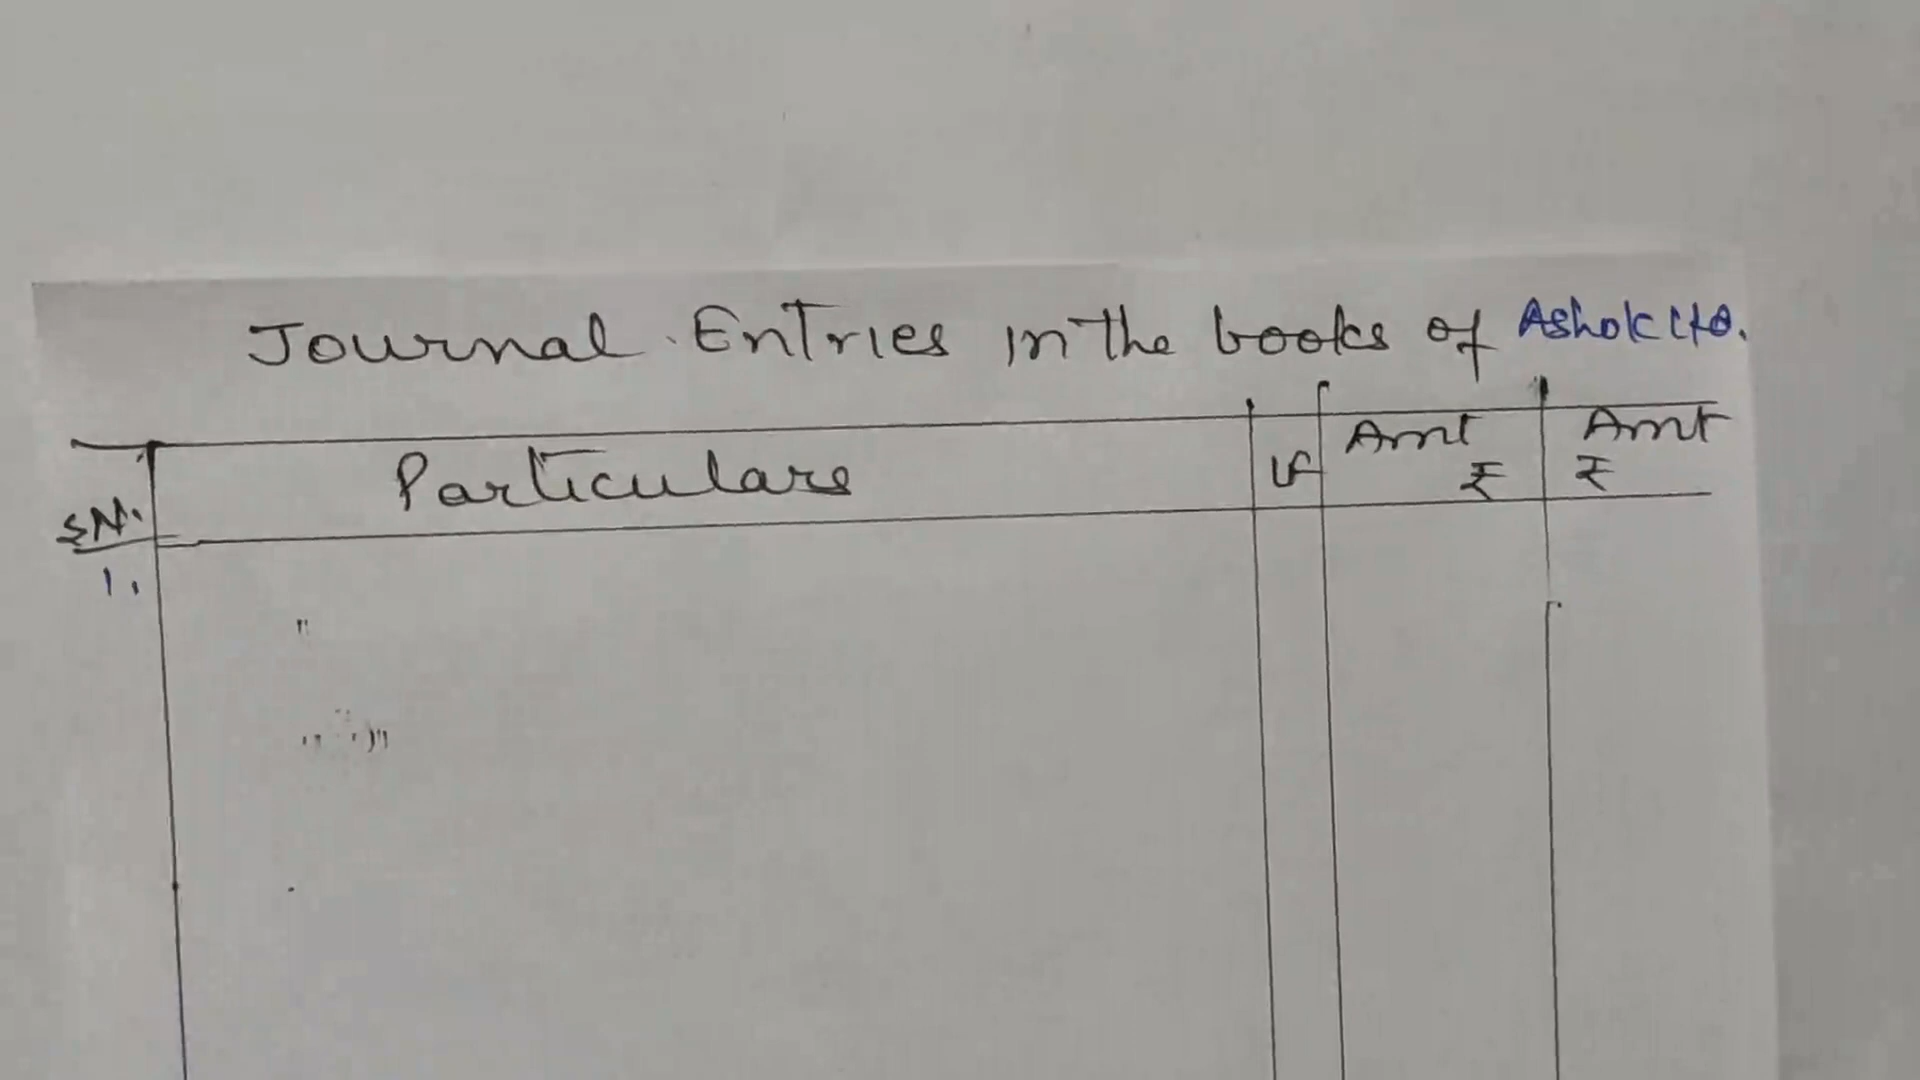 Journal Entries in the books of Ashok Ltd.
S.N. Particulars LF Amt ₹ Amt ₹
1.